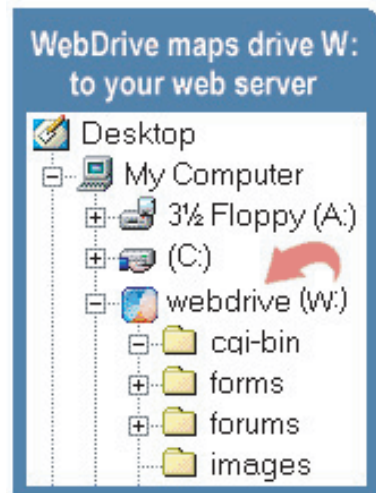 WebDrive maps drive W:
to your web server
Desktop
My Computer
3½ Floppy (A:)
(C:)
webdrive (W:)
cgi-bin
forms
forums
images